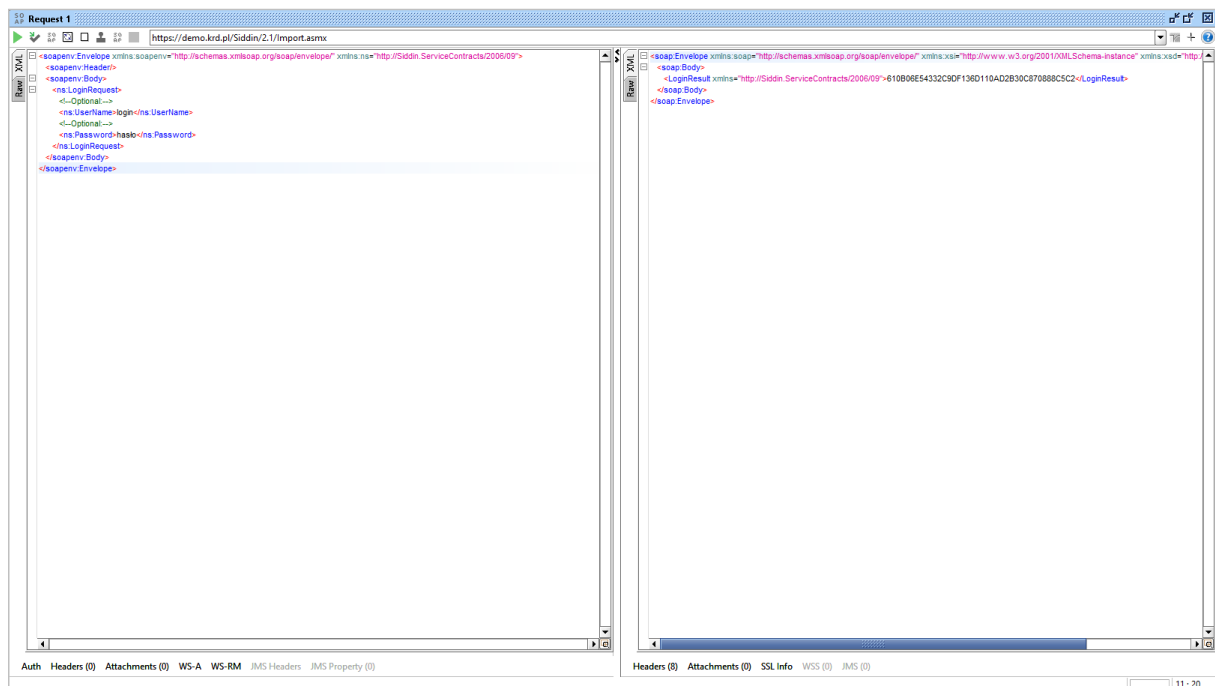 SO AP Request 1
https://demo.krd.pl/Siddin/2.1/Import.asmx
XML
Raw
<soapenv:Envelope xmlns:soapenv="http://schemas.xmlsoap.org/soap/envelope/" xmlns:ns="http://Siddin.ServiceContracts/2006/09">
<soapenv:Header/>
<soapenv:Body>
<ns:LoginRequest>
<!--Optional:-->
<ns:UserName>login</ns:UserName>
<!--Optional:-->
<ns:Password>hasło</ns:Password>
</ns:LoginRequest>
</soapenv:Body>
</soapenv:Envelope>
Auth Headers (0) Attachments (0) WS-A WS-RM JMS Headers JMS Property (0)
XML
Raw
<soap:Envelope xmlns:soap="http://schemas.xmlsoap.org/soap/envelope/" xmlns:xsi="http://www.w3.org/2001/XMLSchema-instance" xmlns:xsd="http:/
<soap:Body>
<LoginResult xmlns="http://Siddin.ServiceContracts/2006/09">610B06E54332C9DF136D110AD2B30C870888C5C2</LoginResult>
</soap:Body>
</soap:Envelope>
Headers (8) Attachments (0) SSL Info WSS (0) JMS (0)
11 : 20